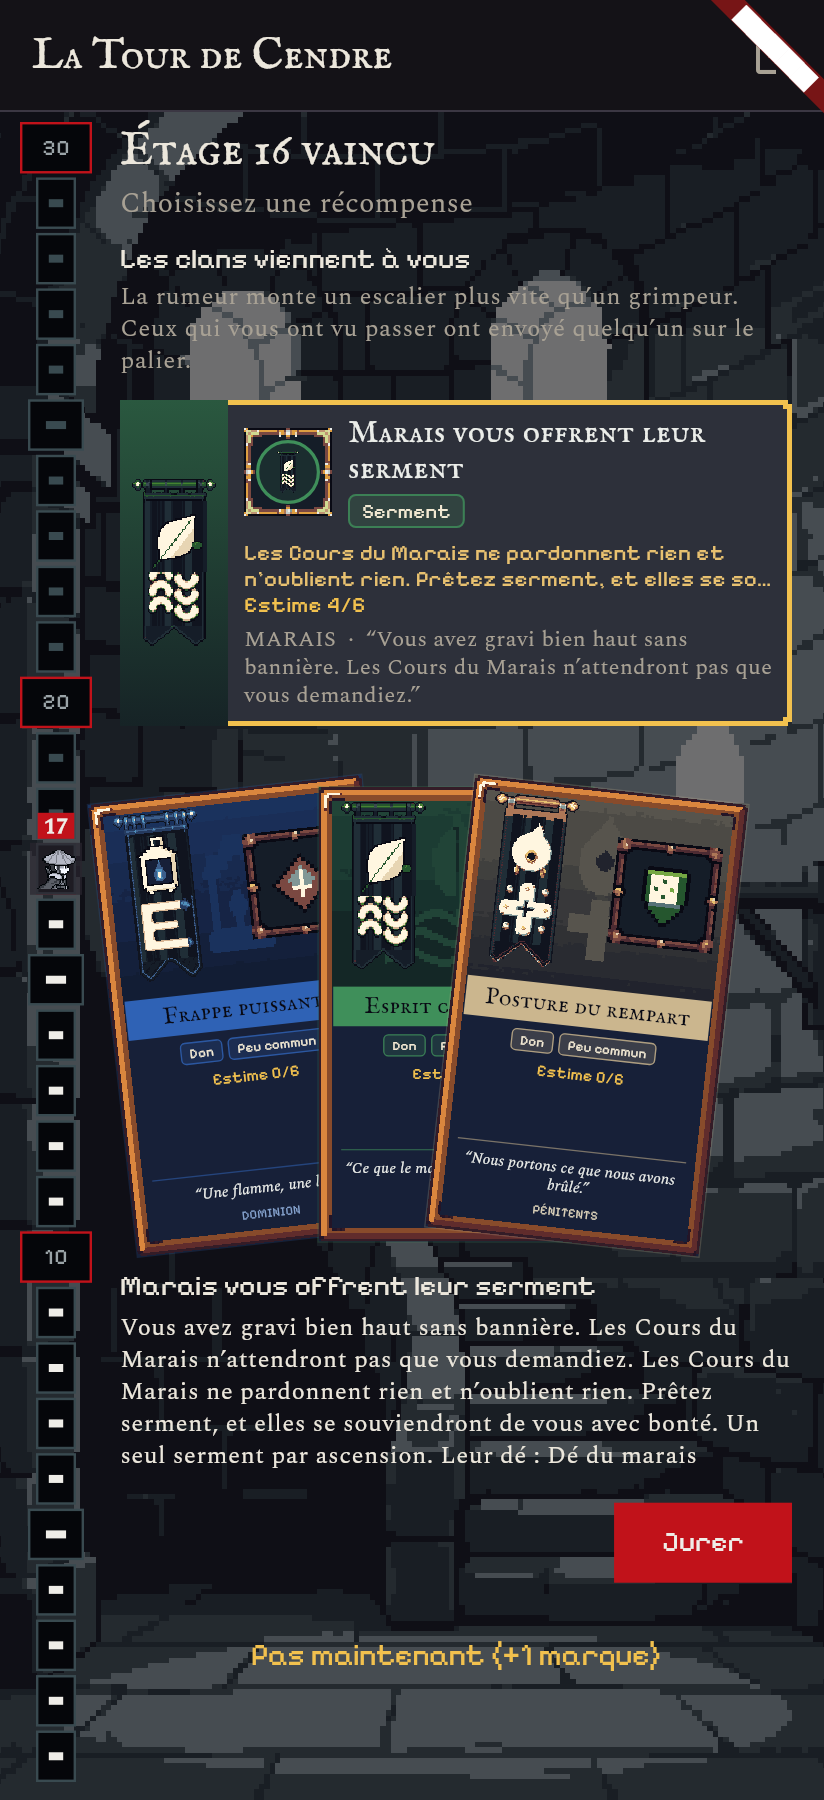 La Tour de Cendre
30
Étage 16 vaincu
Choisissez une récompense
Les clans viennent à vous
La rumeur monte un escalier plus vite qu’un grimpeur.
Ceux qui vous ont vu passer ont envoyé quelqu’un sur le
palier.
Marais vous offrent leur
serment
Serment
Les Cours du Marais ne pardonnent rien et
n’oublient rien. Prêtez serment, et elles se so…
Estime 4/6
MARAIS · “Vous avez gravi bien haut sans
bannière. Les Cours du Marais n’attendront pas que
vous demandiez.”
20
17
Frappe puissant
Don
Peu commun
Estime 0/6
“Une flamme, une l
DOMINION
Esprit c
Don
P
Est
“Ce que le ma
Posture du rempart
Don
Peu commun
Estime 0/6
“Nous portons ce que nous avons
brûlé.”
PÉNITENTS
10
Marais vous offrent leur serment
Vous avez gravi bien haut sans bannière. Les Cours du
Marais n’attendront pas que vous demandiez. Les Cours du
Marais ne pardonnent rien et n’oublient rien. Prêtez
serment, et elles se souviendront de vous avec bonté. Un
seul serment par ascension. Leur dé : Dé du marais
Jurer
Pas maintenant (+1 marque)